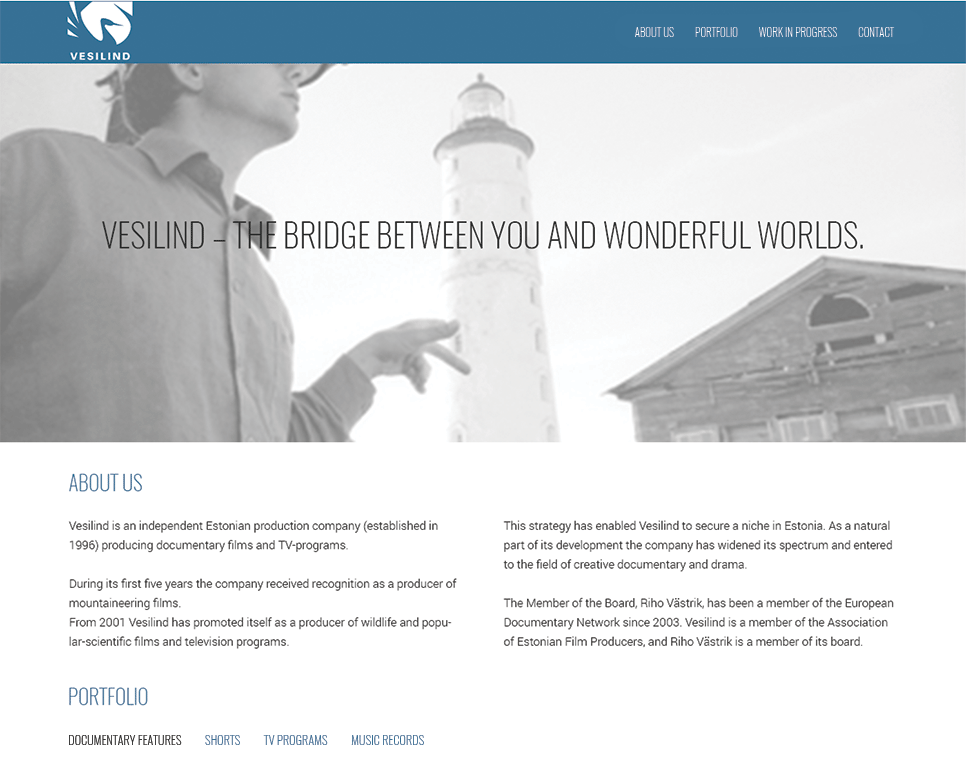 VESILIND
ABOUT US
PORTFOLIO
WORK IN PROGRESS
CONTACT
VESILIND – THE BRIDGE BETWEEN YOU AND WONDERFUL WORLDS.
ABOUT US
Vesilind is an independent Estonian production company (established in
1996) producing documentary films and TV-programs.
During its first five years the company received recognition as a producer of
mountaineering films.
From 2001 Vesilind has promoted itself as a producer of wildlife and popu-
lar-scientific films and television programs.
This strategy has enabled Vesilind to secure a niche in Estonia. As a natural
part of its development the company has widened its spectrum and entered
to the field of creative documentary and drama.
The Member of the Board, Riho Västrik, has been a member of the European
Documentary Network since 2003. Vesilind is a member of the Association
of Estonian Film Producers, and Riho Västrik is a member of its board.
PORTFOLIO
DOCUMENTARY FEATURES
SHORTS
TV PROGRAMS
MUSIC RECORDS